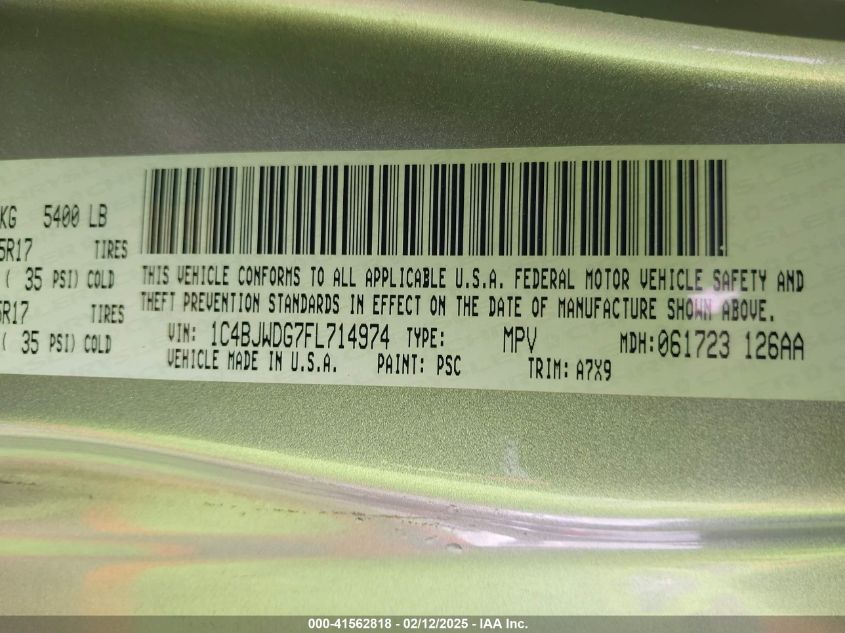 KG 5400 LB
5R17 TIRES
( 35 PSI) COLD
5R17 TIRES
( 35 PSI) COLD
THIS VEHICLE CONFORMS TO ALL APPLICABLE U.S.A. FEDERAL MOTOR VEHICLE SAFETY AND
THEFT PREVENTION STANDARDS IN EFFECT ON THE DATE OF MANUFACTURE SHOWN ABOVE.
VIN: 1C4BJWDG7FL714974 TYPE: MPV MDH:061723 126AA
VEHICLE MADE IN U.S.A. PAINT: PSC TRIM: A7X9
000-41562818 - 02/12/2025 - IAA Inc.